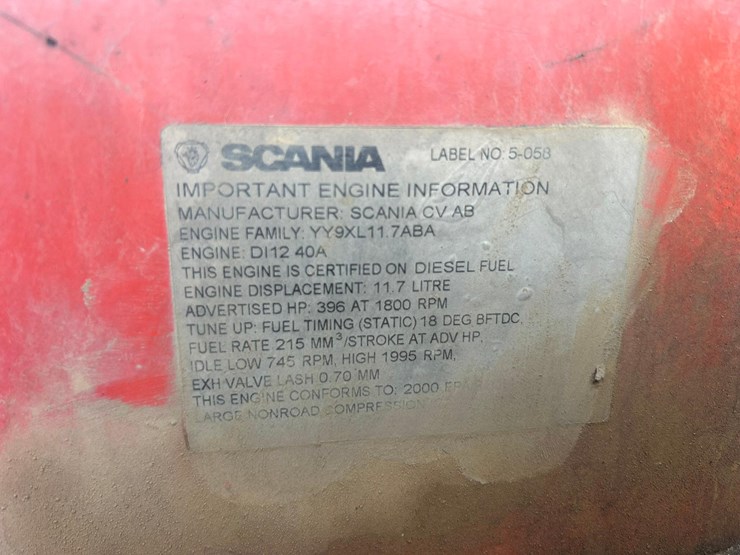 SCANIA LABEL NO: 5-058
IMPORTANT ENGINE INFORMATION
MANUFACTURER: SCANIA CV AB
ENGINE FAMILY: YY9XL11.7ABA
ENGINE: DI12 40A
THIS ENGINE IS CERTIFIED ON DIESEL FUEL
ENGINE DISPLACEMENT: 11.7 LITRE
ADVERTISED HP: 396 AT 1800 RPM
TUNE UP: FUEL TIMING (STATIC) 18 DEG BFTDC,
FUEL RATE 215 MM³/STROKE AT ADV HP,
IDLE LOW 745 RPM, HIGH 1995 RPM,
EXH VALVE LASH 0.70 MM
THIS ENGINE CONFORMS TO: 2000
LARGE NONROAD COMPRESSION